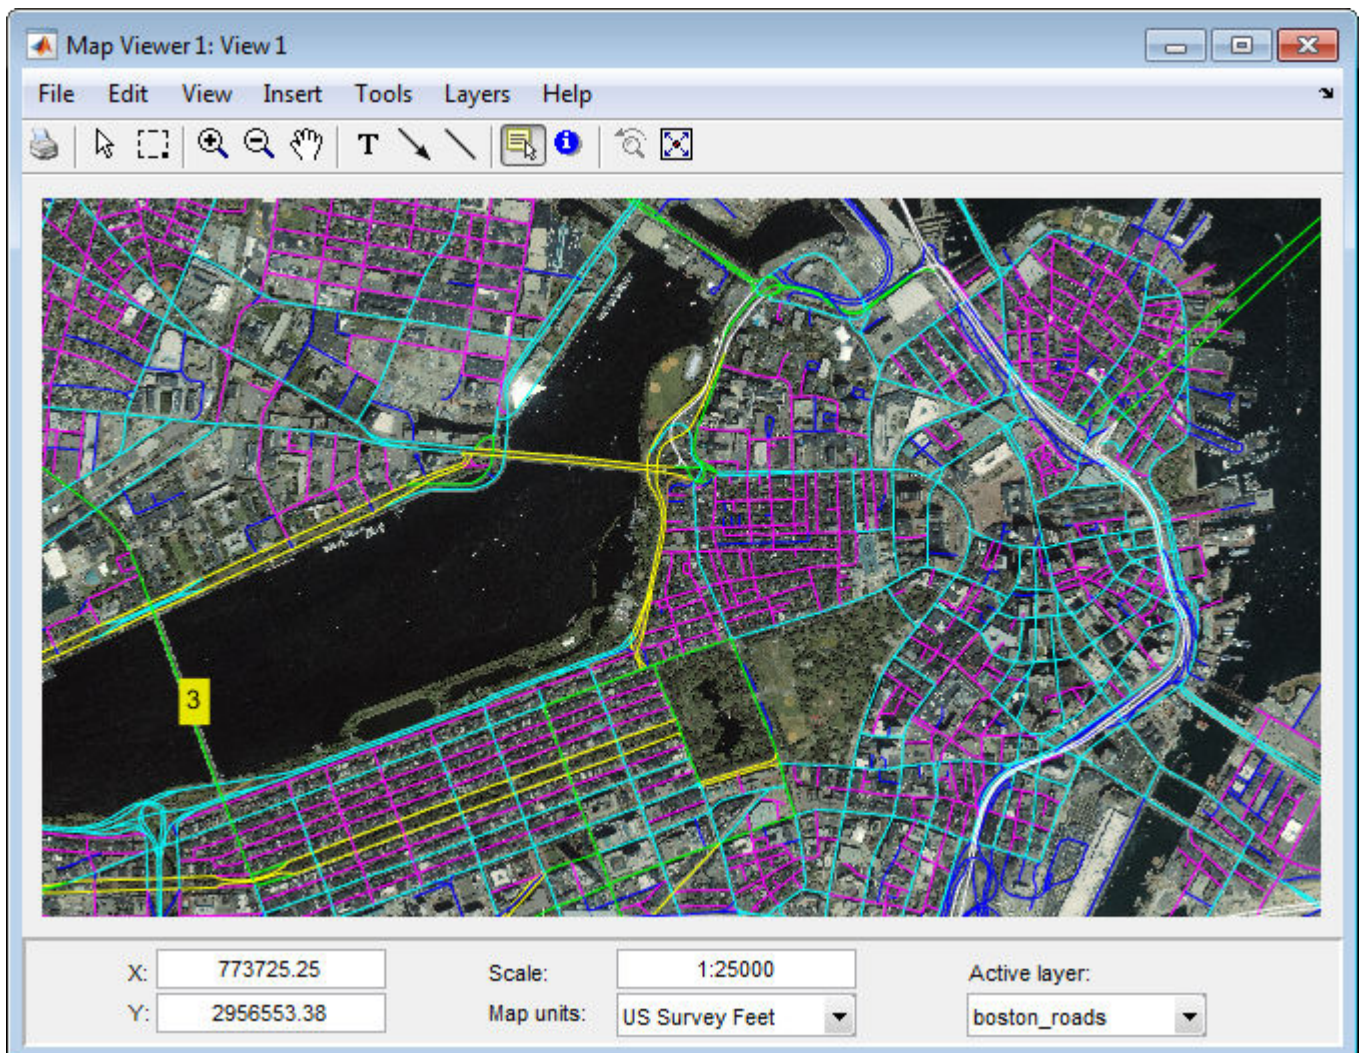 Map Viewer 1: View 1
File Edit View Insert Tools Layers Help
T
3
X: 773725.25 Scale: 1:25000 Active layer:
Y: 2956553.38 Map units: US Survey Feet boston_roads